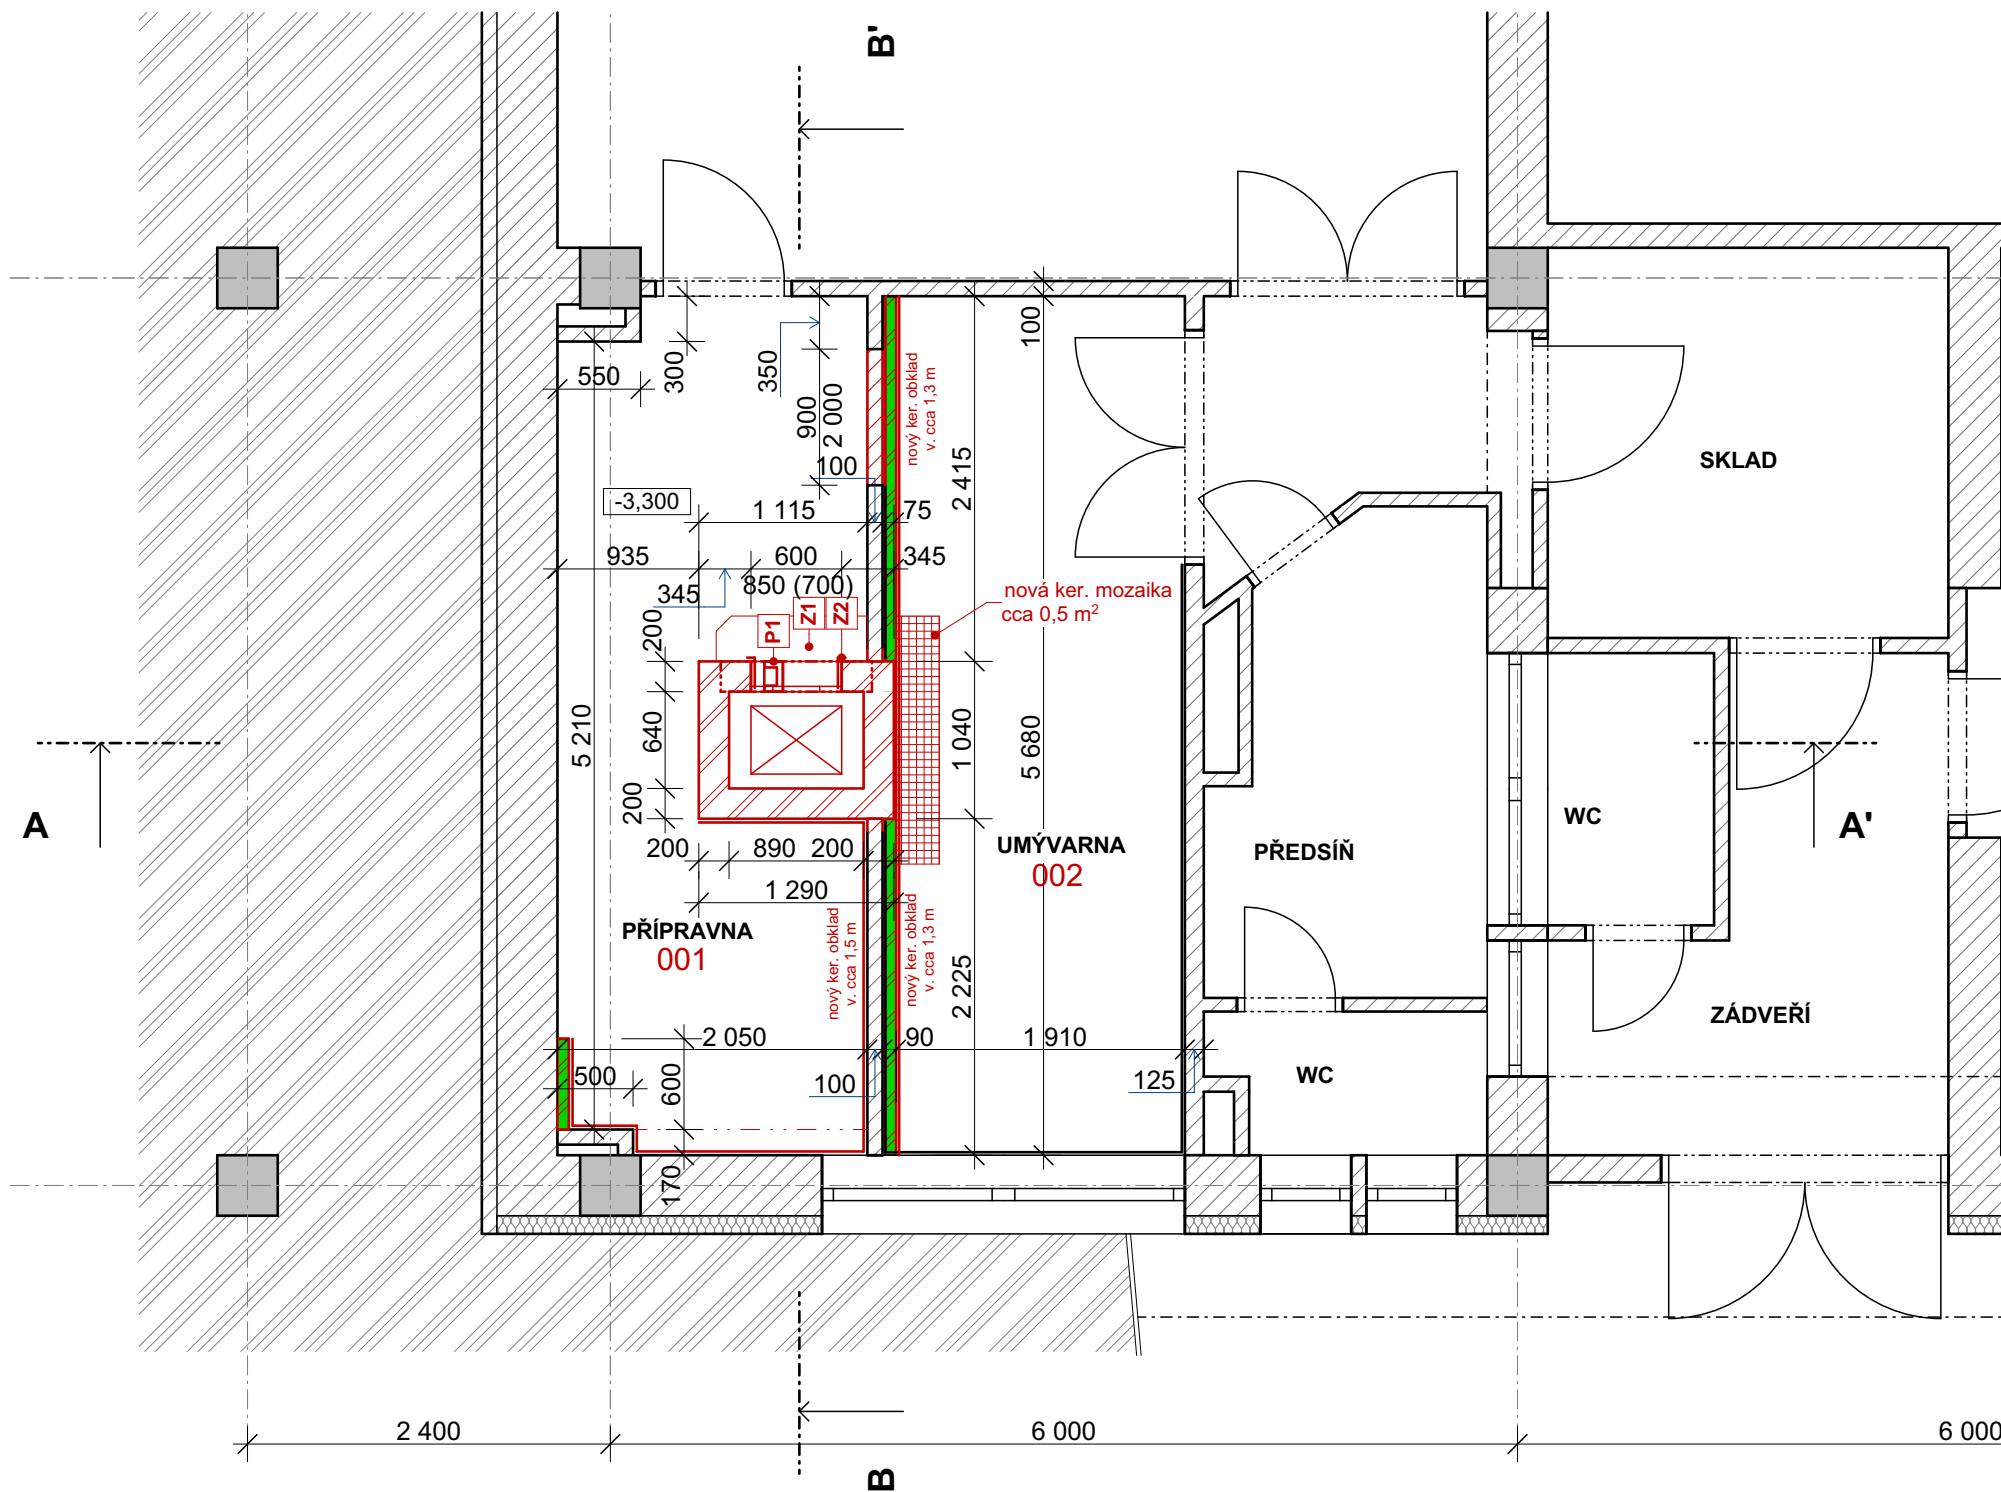 B'
550
300
350
900
2 000
100
nový ker. obklad
v. cca 1,3 m
100
2 415
SKLAD
-3,300
1 115
75
935
600
345
345
850 (700)
200
P1
Z1
Z2
nová ker. mozaika
cca 0,5 m²
5 210
640
1 040
5 680
200
A
A'
WC
UMÝVARNA
002
PŘEDSÍŇ
200
890
200
1 290
PŘÍPRAVNA
001
nový ker. obklad
v. cca 1,5 m
nový ker. obklad
v. cca 1,3 m
2 225
ZÁDVEŘÍ
2 050
90
1 910
500
600
100
125
WC
170
2 400
6 000
6 000
B